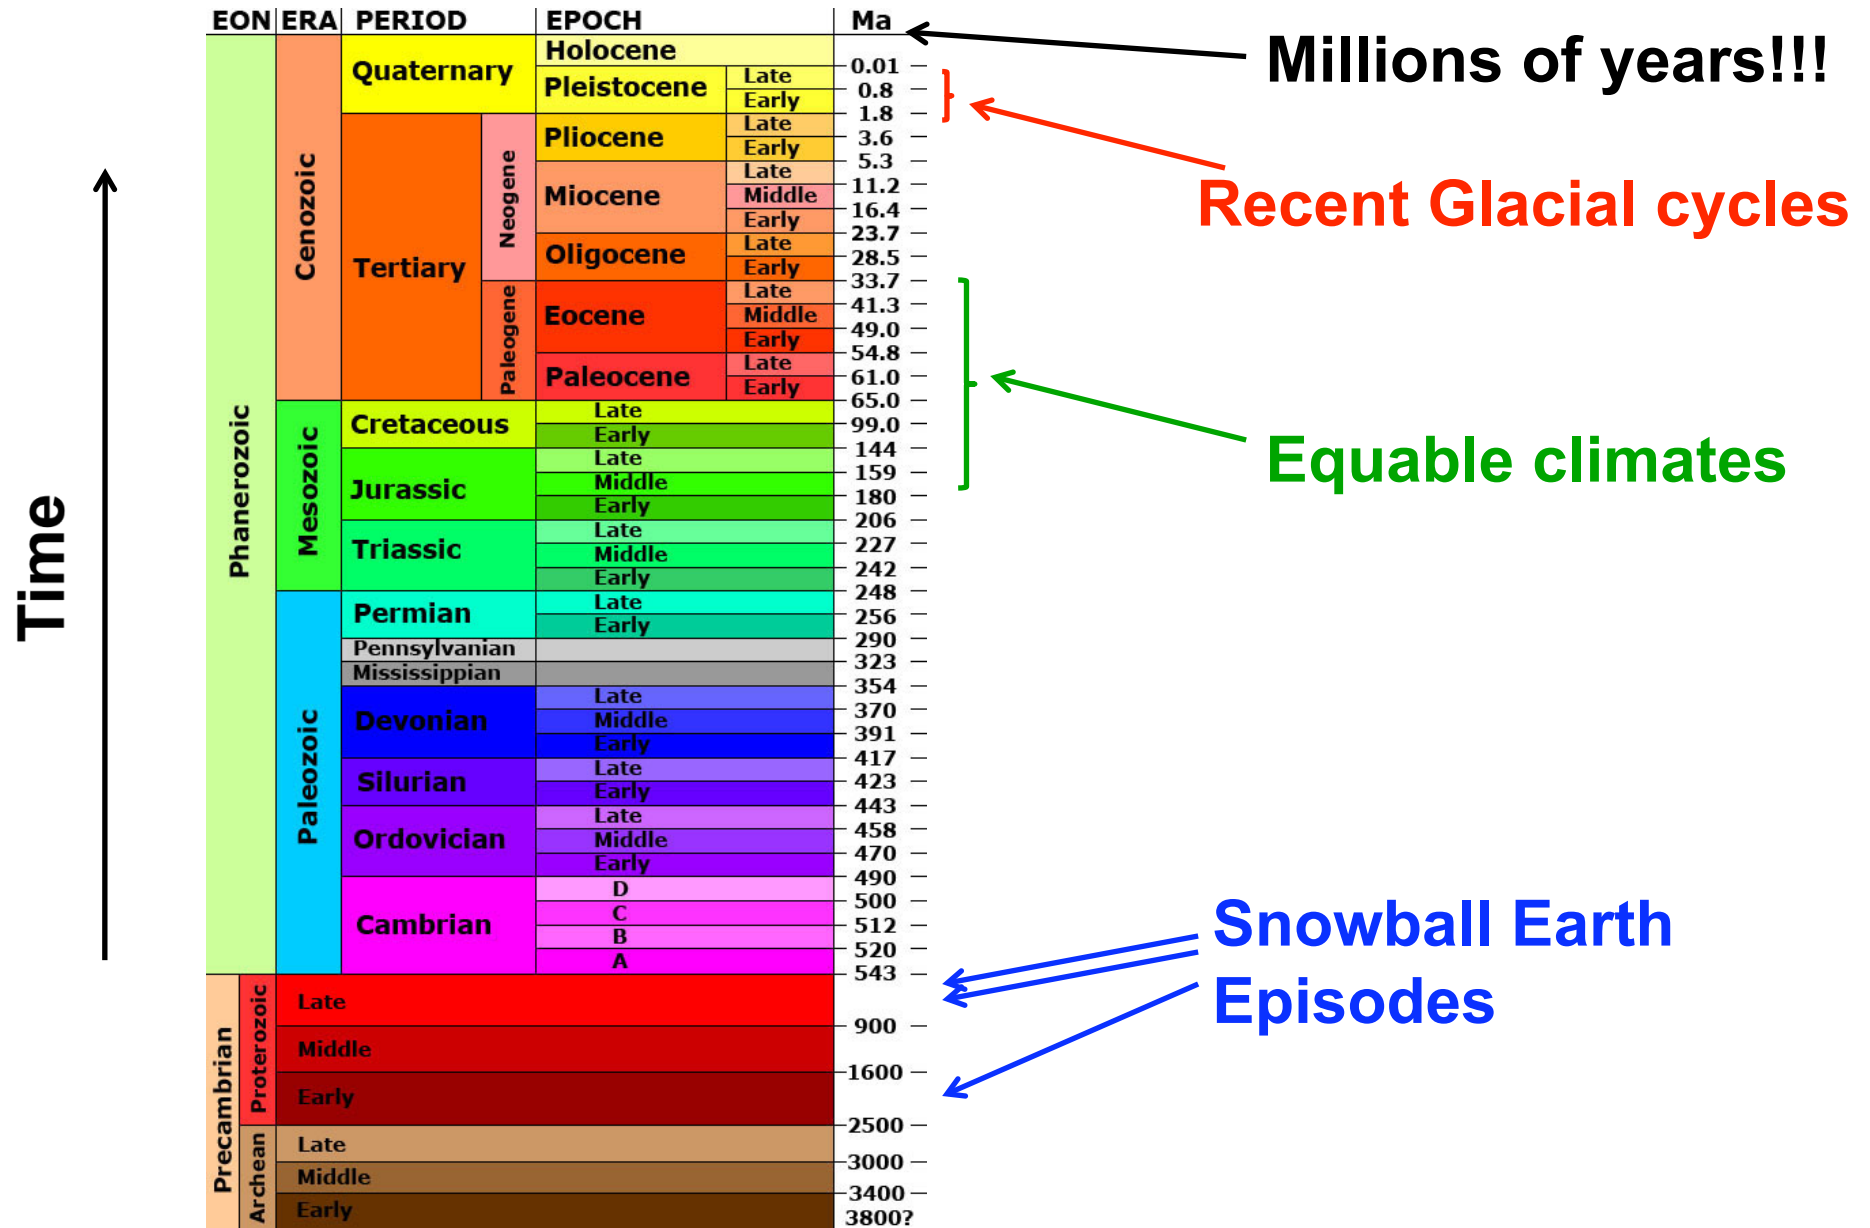 EON ERA PERIOD EPOCH Ma
Millions of years!!!
Recent Glacial cycles
Equable climates
Snowball Earth
Episodes
Time
Phanerozoic
Precambrian
Cenozoic
Mesozoic
Paleozoic
Proterozoic
Archean
Quaternary
Tertiary
Neogene
Paleogene
Holocene
0.01
Pleistocene
Late
0.8
Early
1.8
Pliocene
Late
3.6
Early
5.3
Miocene
Late
11.2
Middle
16.4
Early
23.7
Oligocene
Late
28.5
Early
33.7
Eocene
Late
41.3
Middle
49.0
Early
54.8
Paleocene
Late
61.0
Early
65.0
Cretaceous
Late
99.0
Early
144
Jurassic
Late
159
Middle
180
Early
206
Triassic
Late
227
Middle
242
Early
248
Permian
Late
256
Early
290
Pennsylvanian
323
Mississippian
354
Devonian
Late
370
Middle
391
Early
417
Silurian
Late
423
Early
443
Ordovician
Late
458
Middle
470
Early
490
Cambrian
D
500
C
512
B
520
A
543
Late
900
Middle
1600
Early
2500
Late
3000
Middle
3400
Early
3800?